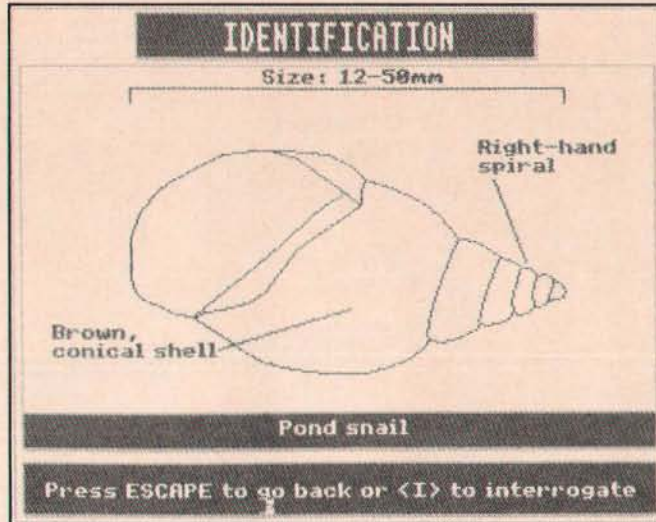 IDENTIFICATION
Size: 12-50mm
Right-hand
spiral
Brown,
conical shell
Pond snail
Press ESCAPE to go back or <I> to interrogate